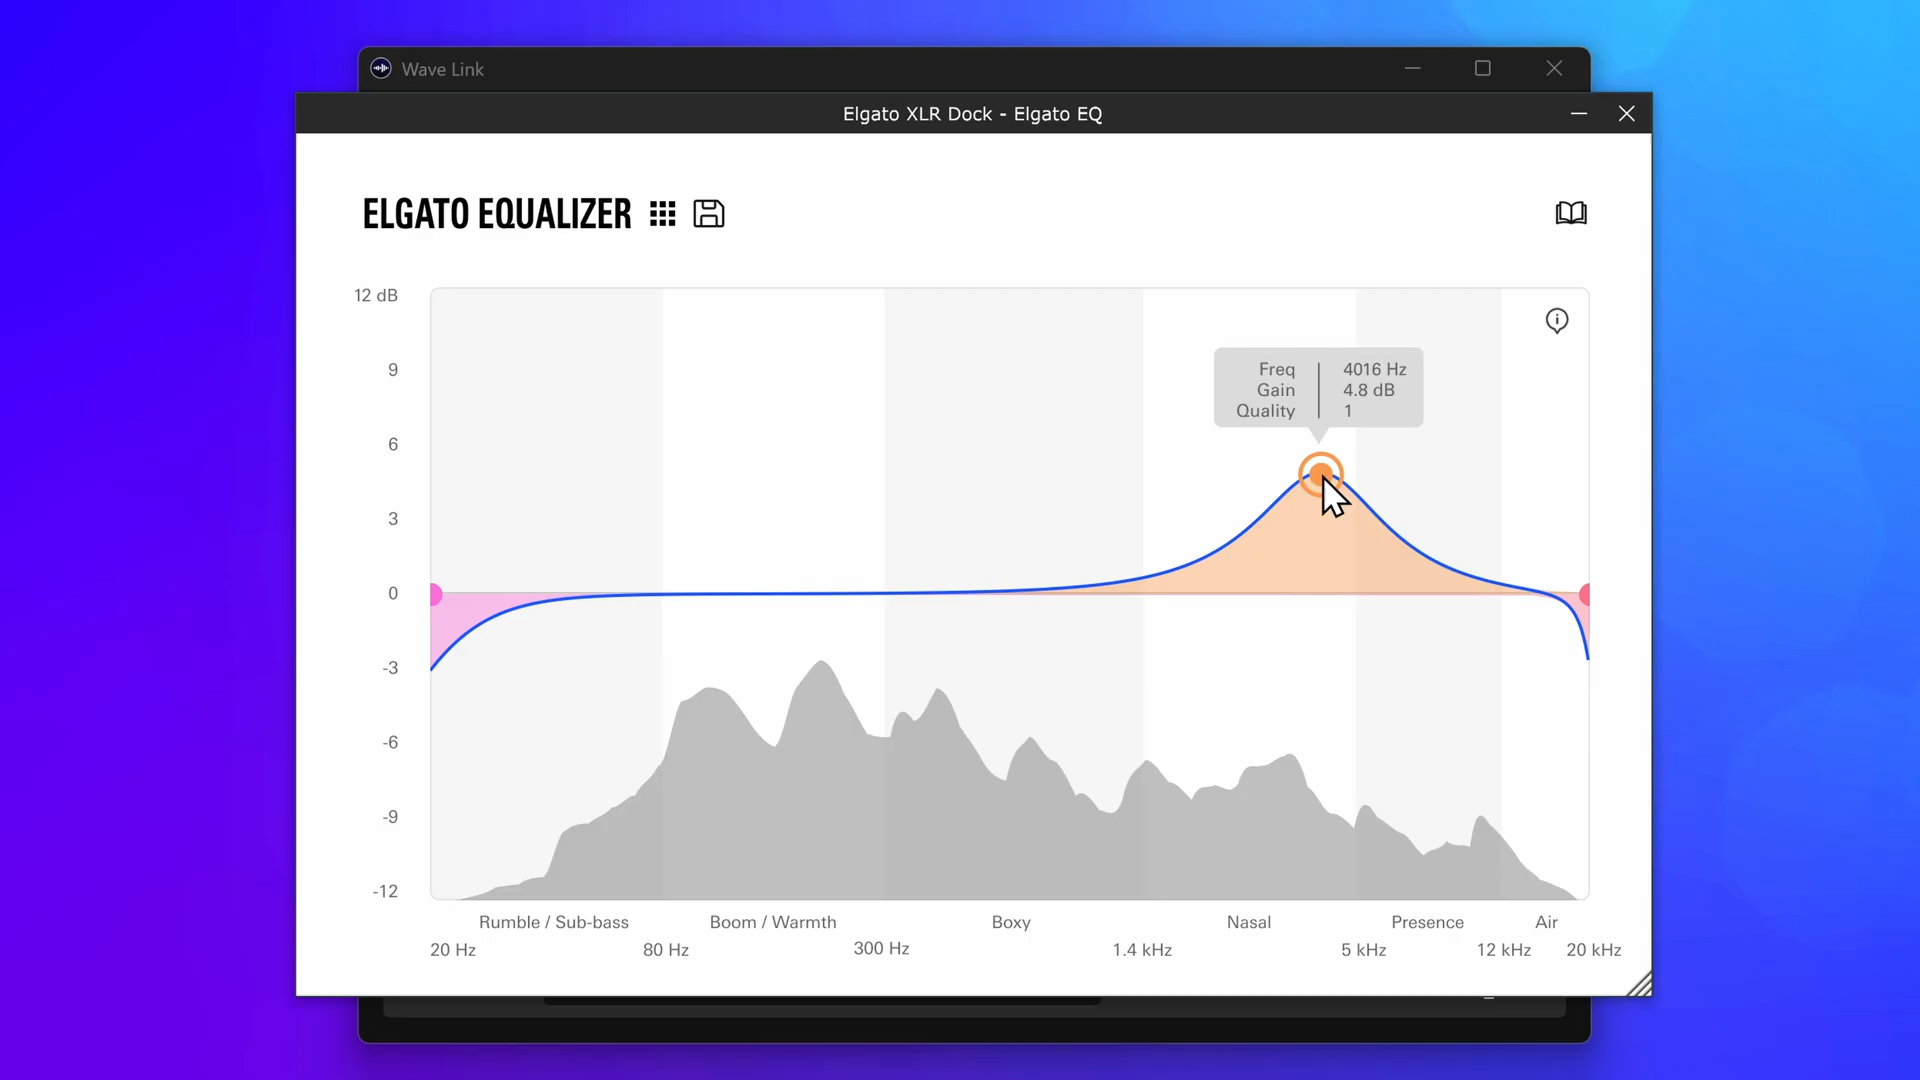 Wave Link
Elgato XLR Dock - Elgato EQ
ELGATO EQUALIZER
12 dB
9
6
3
0
-3
-6
-9
-12
Freq 4016 Hz
Gain 4.8 dB
Quality 1
Rumble / Sub-bass Boom / Warmth Boxy Nasal Presence Air
20 Hz 80 Hz 300 Hz 1.4 kHz 5 kHz 12 kHz 20 kHz